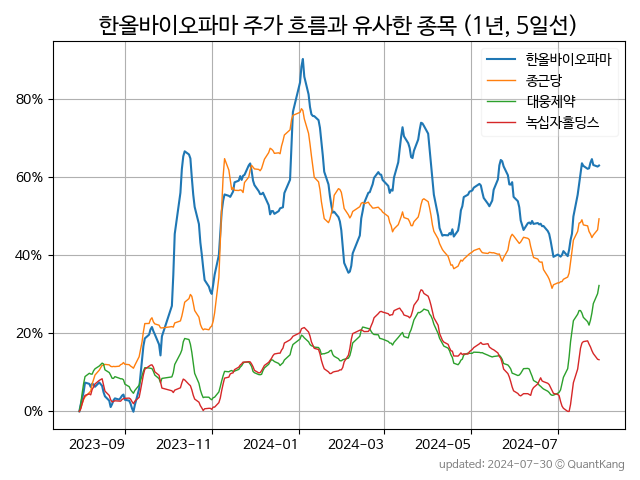 한올바이오파마 주가 흐름과 유사한 종목 (1년, 5일선)
한올바이오파마
종근당
대웅제약
녹십자홀딩스
80%
60%
40%
20%
0%
2023-09 2023-11 2024-01 2024-03 2024-05 2024-07
updated: 2024-07-30 © QuantKang